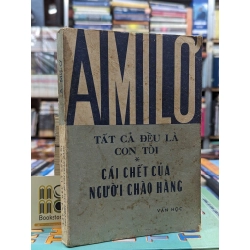 AMILO
TẤT CẢ ĐỀU LÀ
CON TÔI
CÁI CHẾT CỦA
NGƯỜI CHÀO HÀNG
VĂN HỌC